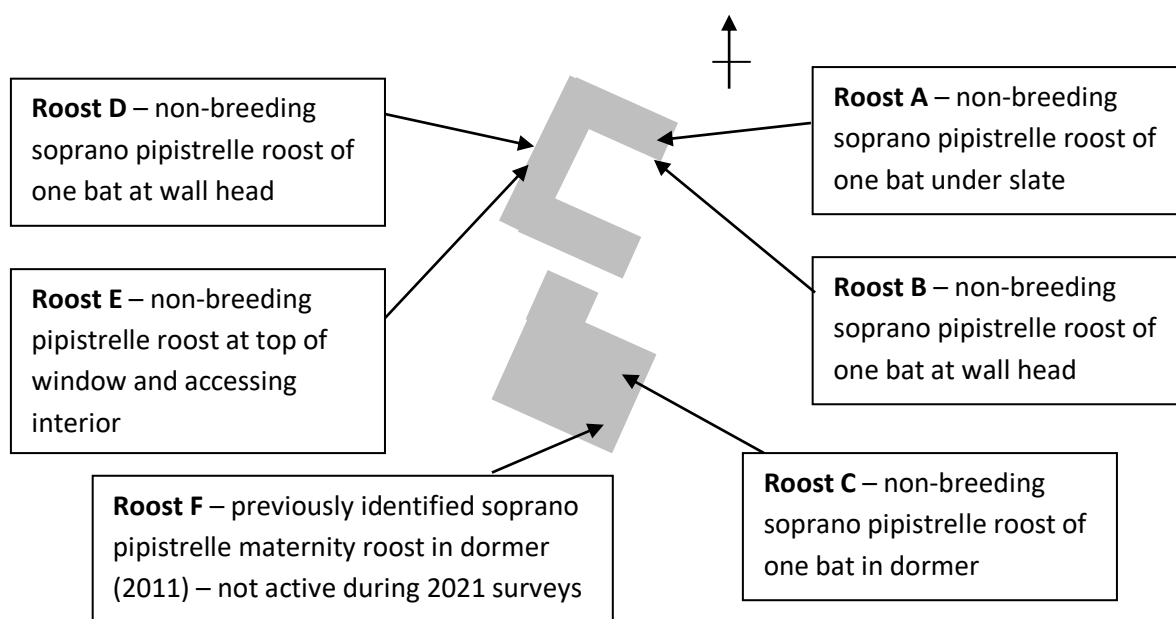 Roost D – non-breeding
soprano pipistrelle roost of
one bat at wall head
Roost A – non-breeding
soprano pipistrelle roost of
one bat under slate
Roost E – non-breeding
pipistrelle roost at top of
window and accessing
interior
Roost B – non-breeding
soprano pipistrelle roost of
one bat at wall head
Roost F – previously identified soprano
pipistrelle maternity roost in dormer
(2011) – not active during 2021 surveys
Roost C – non-breeding
soprano pipistrelle roost of
one bat in dormer